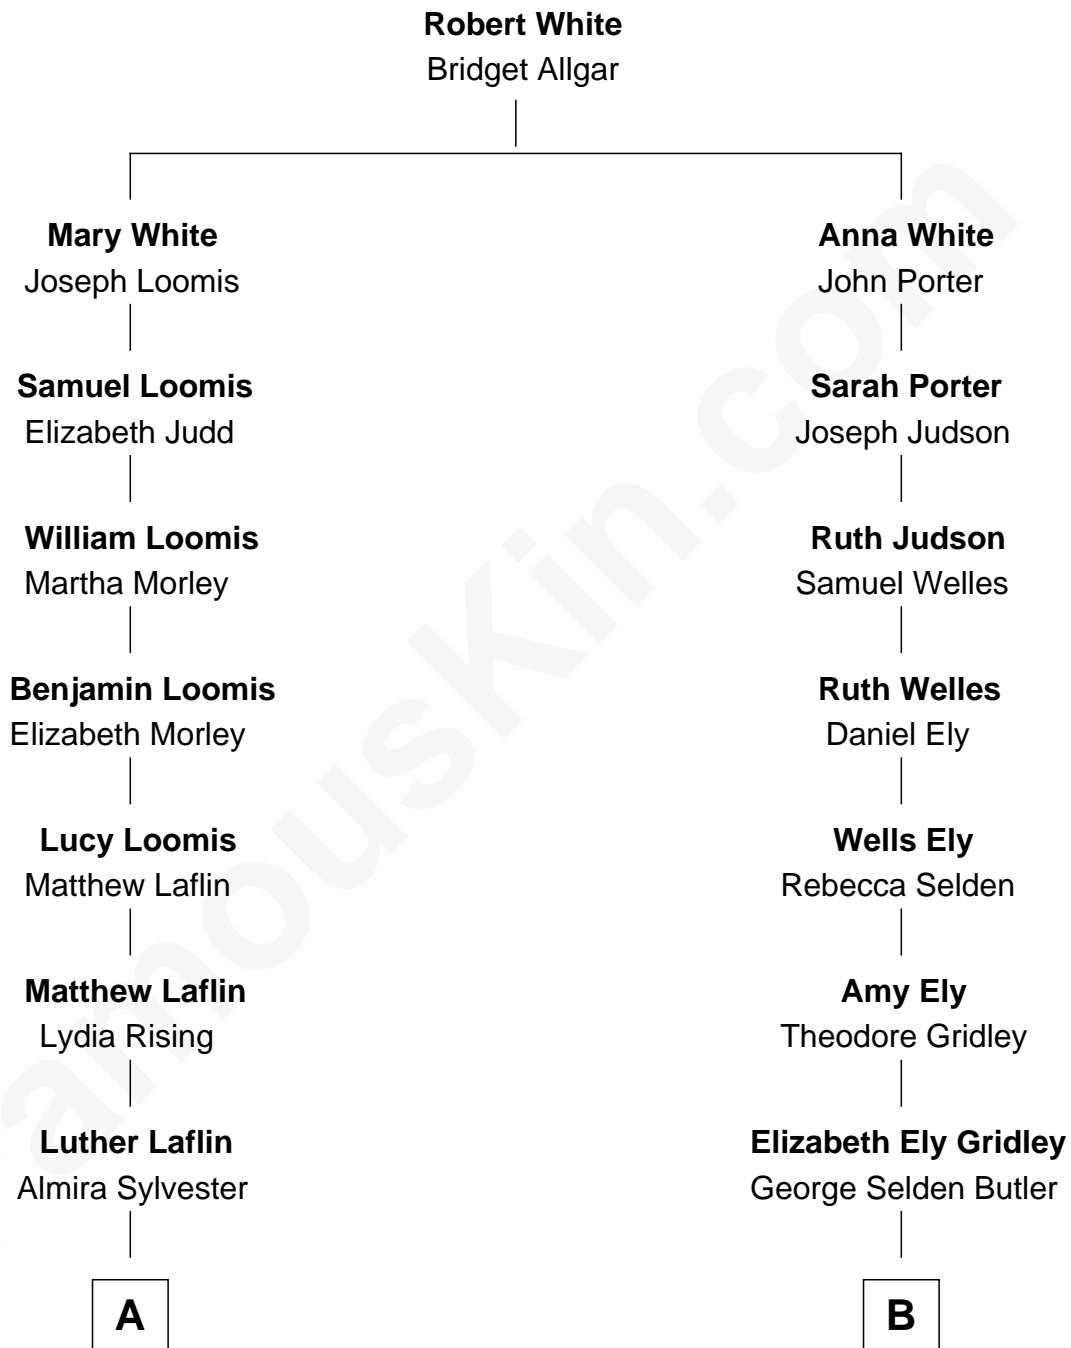 Robert White
Bridget Allgar
Mary White
Joseph Loomis
Anna White
John Porter
Samuel Loomis
Elizabeth Judd
Sarah Porter
Joseph Judson
William Loomis
Martha Morley
Ruth Judson
Samuel Welles
Benjamin Loomis
Elizabeth Morley
Ruth Welles
Daniel Ely
Lucy Loomis
Matthew Laflin
Wells Ely
Rebecca Selden
Matthew Laflin
Lydia Rising
Amy Ely
Theodore Gridley
Luther Laflin
Almira Sylvester
Elizabeth Ely Gridley
George Selden Butler
A
B
amouskin.com